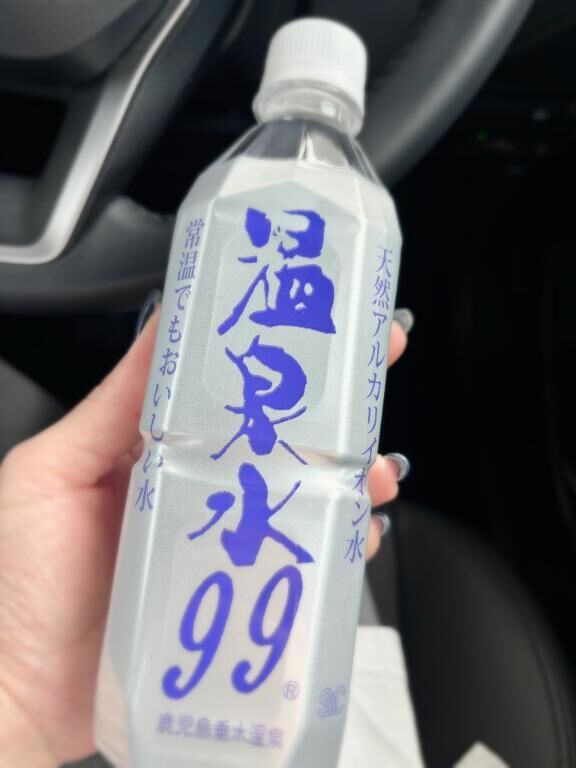 天然アルカリイオン水
温泉水
99®
常温でもおいしい水
鹿児島垂水温泉
SOC